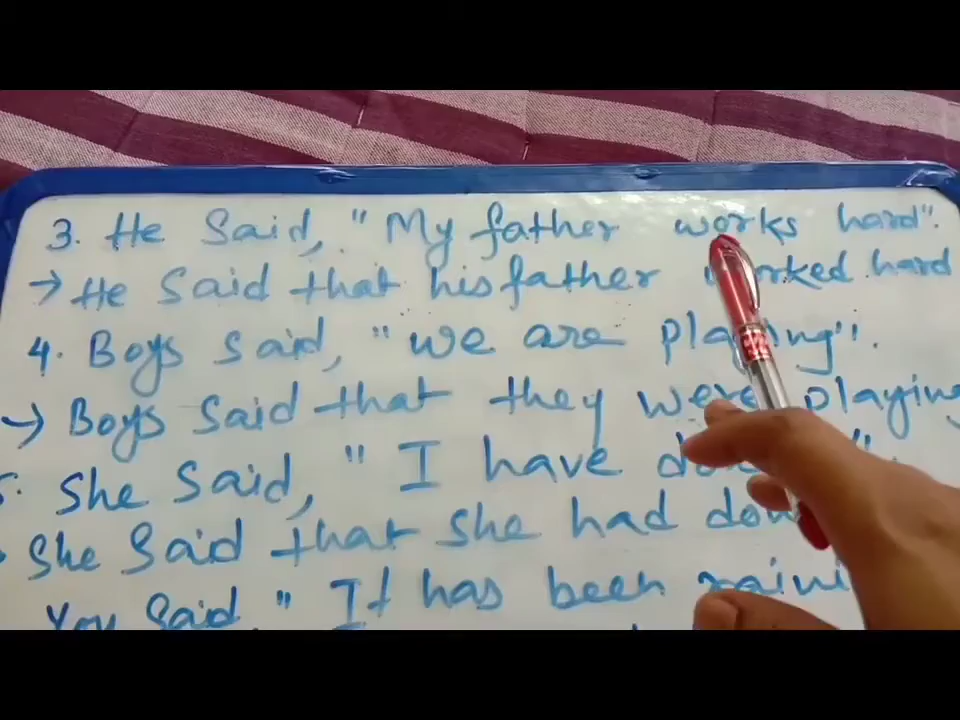 3. He Said, "My father works hard".
→ He Said that his father worked hard
4. Boys Said, "we are playing".
→ Boys Said that they were playing
She Said, "I have
She Said that she had
You Said, "It has been